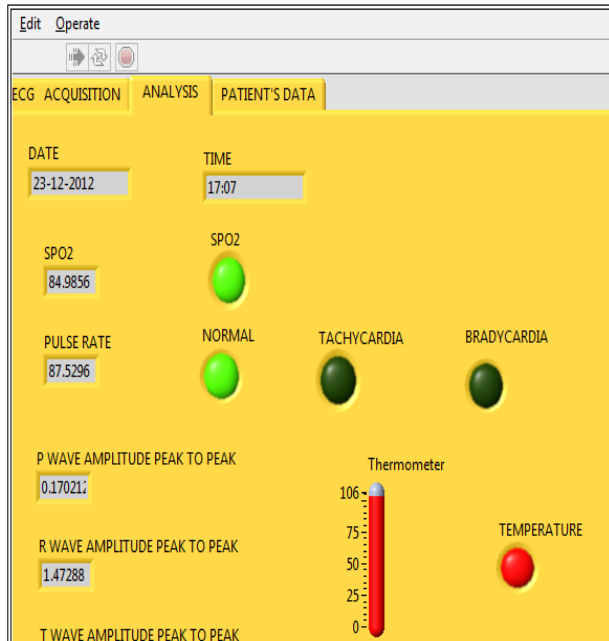 Edit Operate
ECG ACQUISITION ANALYSIS PATIENT'S DATA
DATE TIME
23-12-2012 17:07
SPO2 SPO2
84.9856
PULSE RATE NORMAL TACHYCARDIA BRADYCARDIA
87.5296
P WAVE AMPLITUDE PEAK TO PEAK Thermometer
0.170212
106
75
TEMPERATURE
R WAVE AMPLITUDE PEAK TO PEAK
50
1.47288
25
T WAVE AMPLITUDE PEAK TO PEAK 0